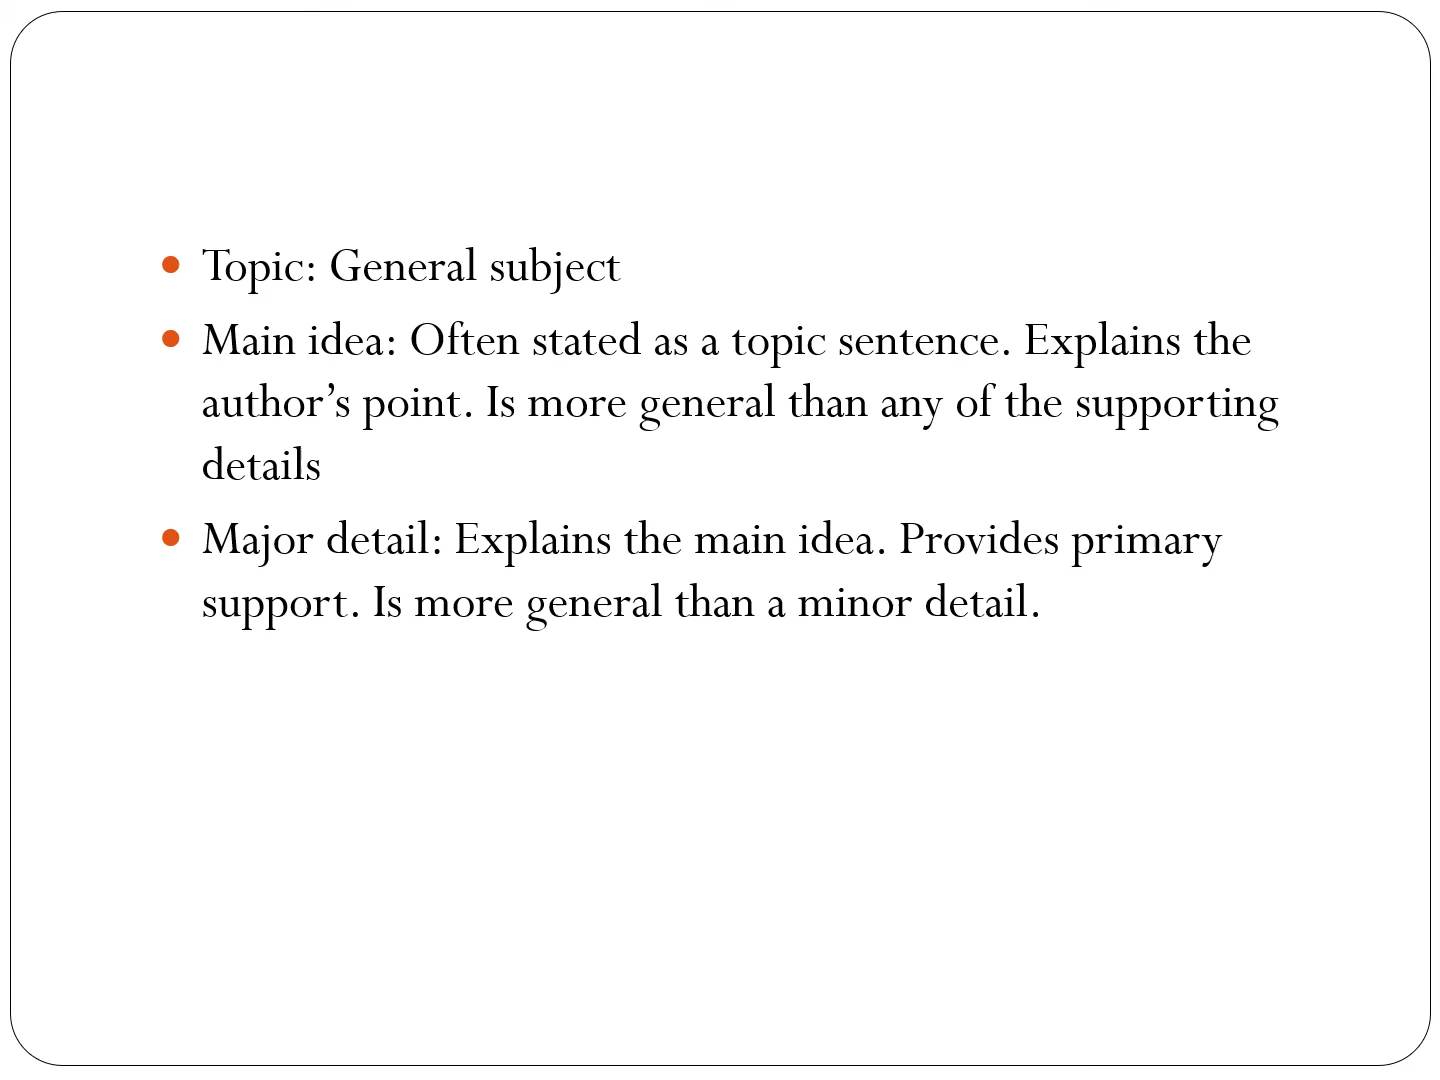 Topic: General subject
Main idea: Often stated as a topic sentence. Explains the
author’s point. Is more general than any of the supporting
details
Major detail: Explains the main idea. Provides primary
support. Is more general than a minor detail.